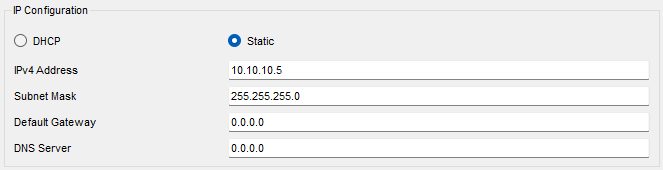 IP Configuration
DHCP Static
IPv4 Address 10.10.10.5
Subnet Mask 255.255.255.0
Default Gateway 0.0.0.0
DNS Server 0.0.0.0